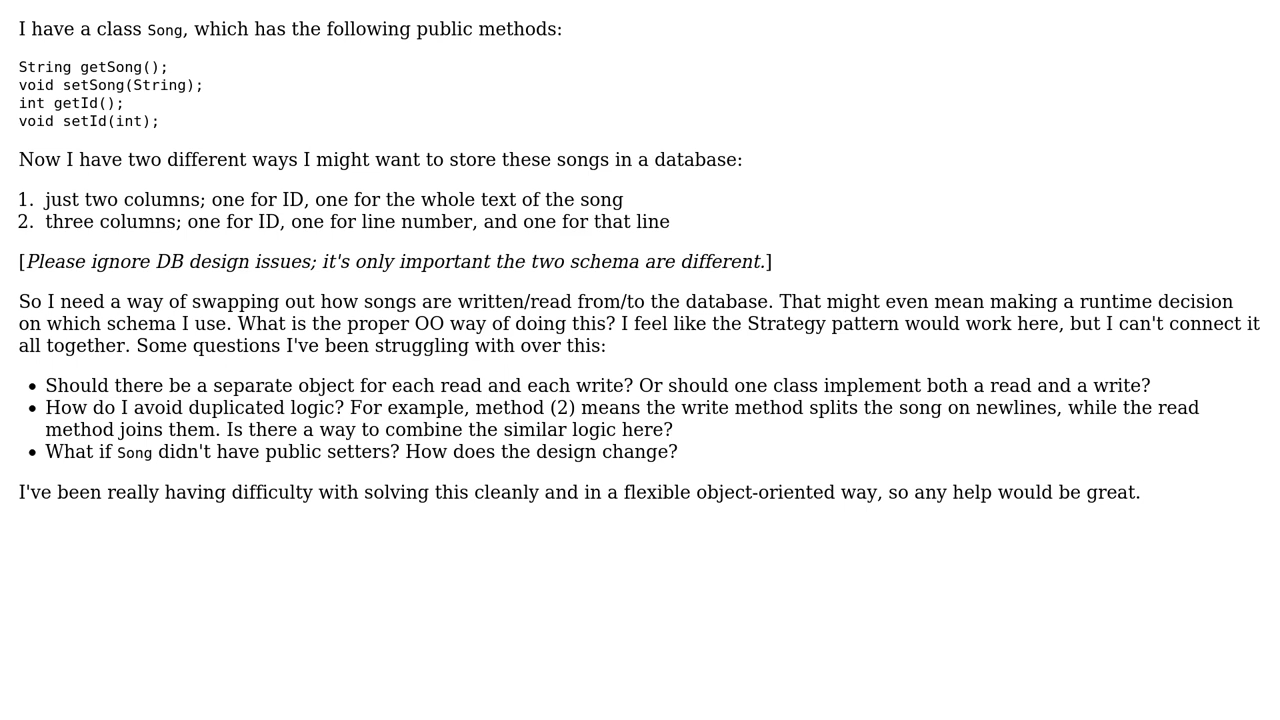 I have a class Song, which has the following public methods:
String getSong();
void setSong(String);
int getId();
void setId(int);
Now I have two different ways I might want to store these songs in a database:
1. just two columns; one for ID, one for the whole text of the song
2. three columns; one for ID, one for line number, and one for that line
[Please ignore DB design issues; it's only important the two schema are different.]
So I need a way of swapping out how songs are written/read from/to the database. That might even mean making a runtime decision
on which schema I use. What is the proper OO way of doing this? I feel like the Strategy pattern would work here, but I can't connect it
all together. Some questions I've been struggling with over this:
• Should there be a separate object for each read and each write? Or should one class implement both a read and a write?
• How do I avoid duplicated logic? For example, method (2) means the write method splits the song on newlines, while the read
method joins them. Is there a way to combine the similar logic here?
• What if Song didn't have public setters? How does the design change?
I've been really having difficulty with solving this cleanly and in a flexible object-oriented way, so any help would be great.